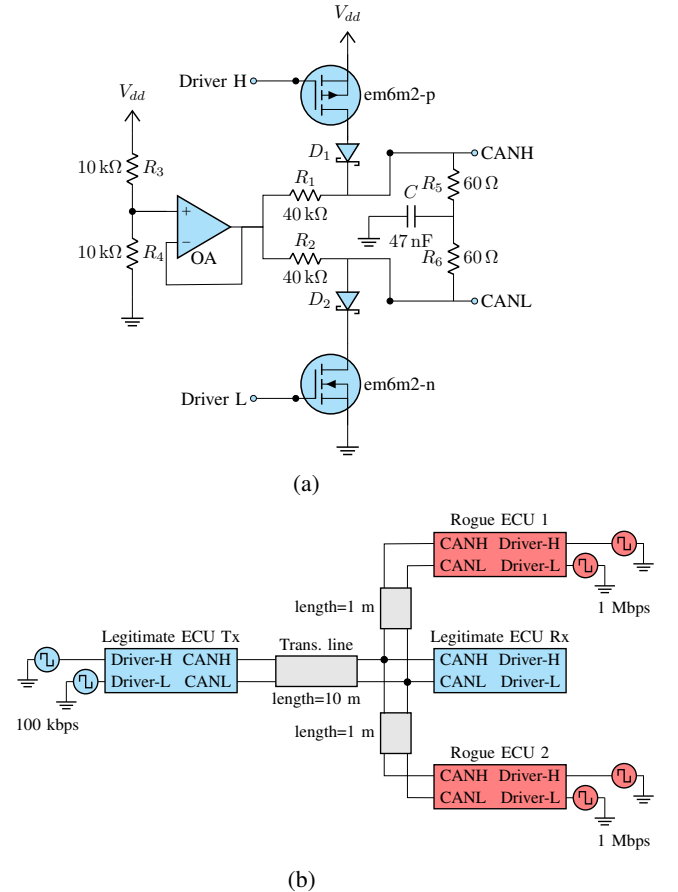 V_dd
Driver H
em6m2-p
V_dd
D_1
CANH
10 kΩ R_3
R_1
R_5 60 Ω
+
C
40 kΩ
−
47 nF
10 kΩ R_4
OA
R_2
R_6 60 Ω
40 kΩ
D_2
CANL
em6m2-n
Driver L
(a)
Rogue ECU 1
CANH Driver-H
CANL Driver-L
length=1 m
1 Mbps
Legitimate ECU Tx
Trans. line
Legitimate ECU Rx
Driver-H CANH
CANH Driver-H
Driver-L CANL
CANL Driver-L
length=10 m
100 kbps
length=1 m
Rogue ECU 2
CANH Driver-H
CANL Driver-L
1 Mbps
(b)